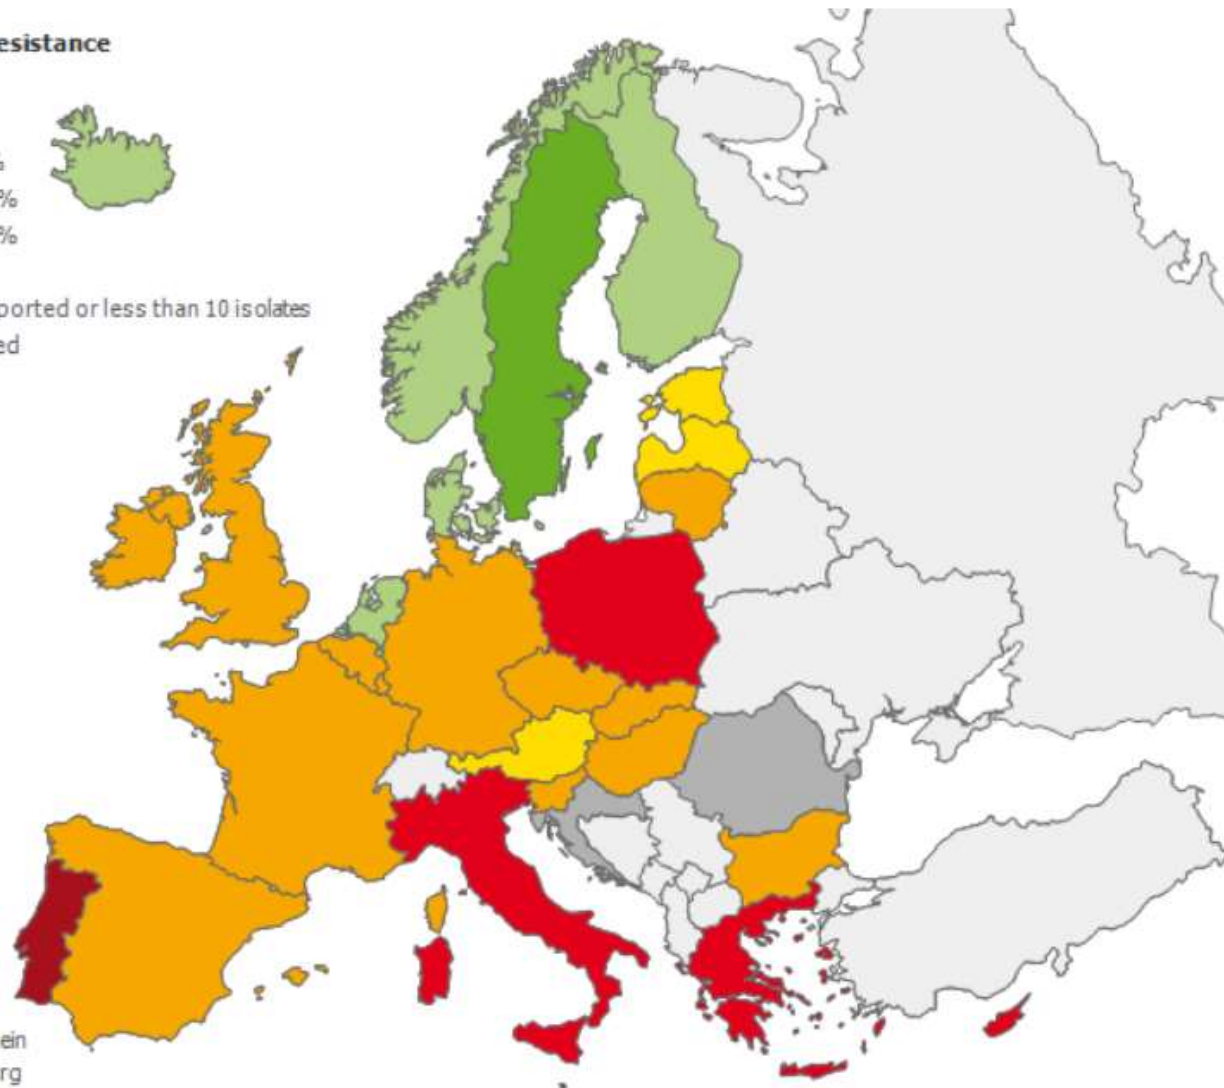 esistance
%
%
%
ported or less than 10 isolates
ed
ein
rg